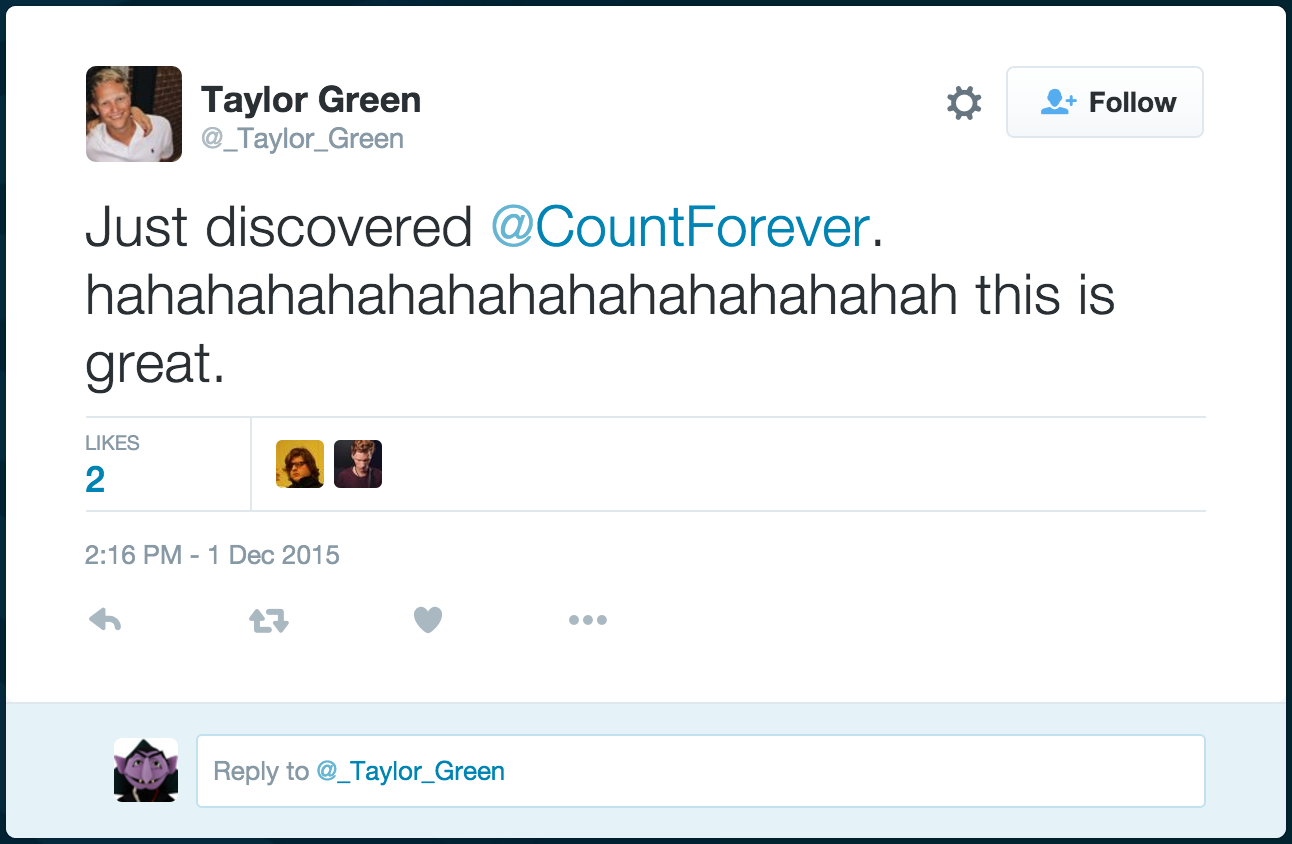 Taylor Green
@_Taylor_Green
Follow
Just discovered @CountForever.
hahahahahahahahahahahahahahah this is
great.
LIKES
2
2:16 PM - 1 Dec 2015
Reply to @_Taylor_Green